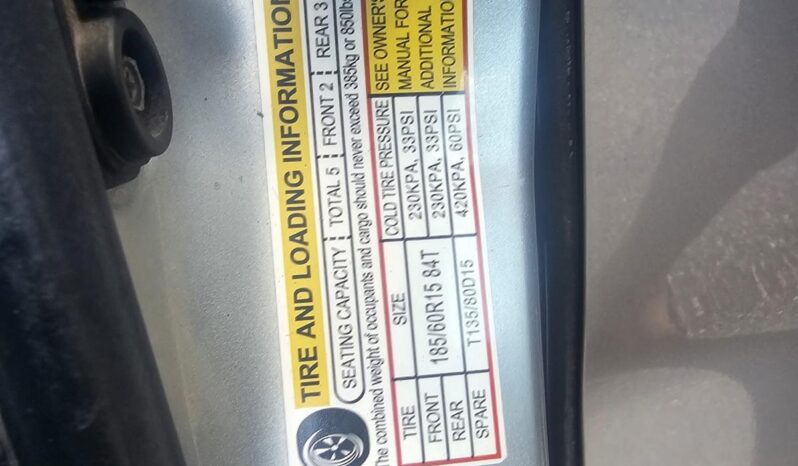 TIRE AND LOADING INFORMATION
SEATING CAPACITY TOTAL 5 FRONT 2 REAR 3
The combined weight of occupants and cargo should never exceed 385kg or 850lbs
TIRE SIZE COLD TIRE PRESSURE SEE OWNER'S
FRONT 185/60R15 84T 230KPA, 33PSI MANUAL FOR
REAR 230KPA, 33PSI ADDITIONAL
SPARE T135/80D15 420KPA, 60PSI INFORMATION